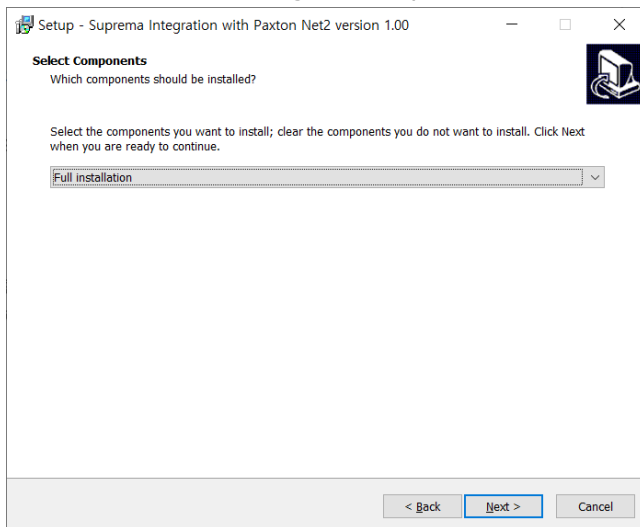 Setup - Suprema Integration with Paxton Net2 version 1.00
Select Components
Which components should be installed?
Select the components you want to install; clear the components you do not want to install. Click Next
when you are ready to continue.
Full installation
< Back
Next >
Cancel